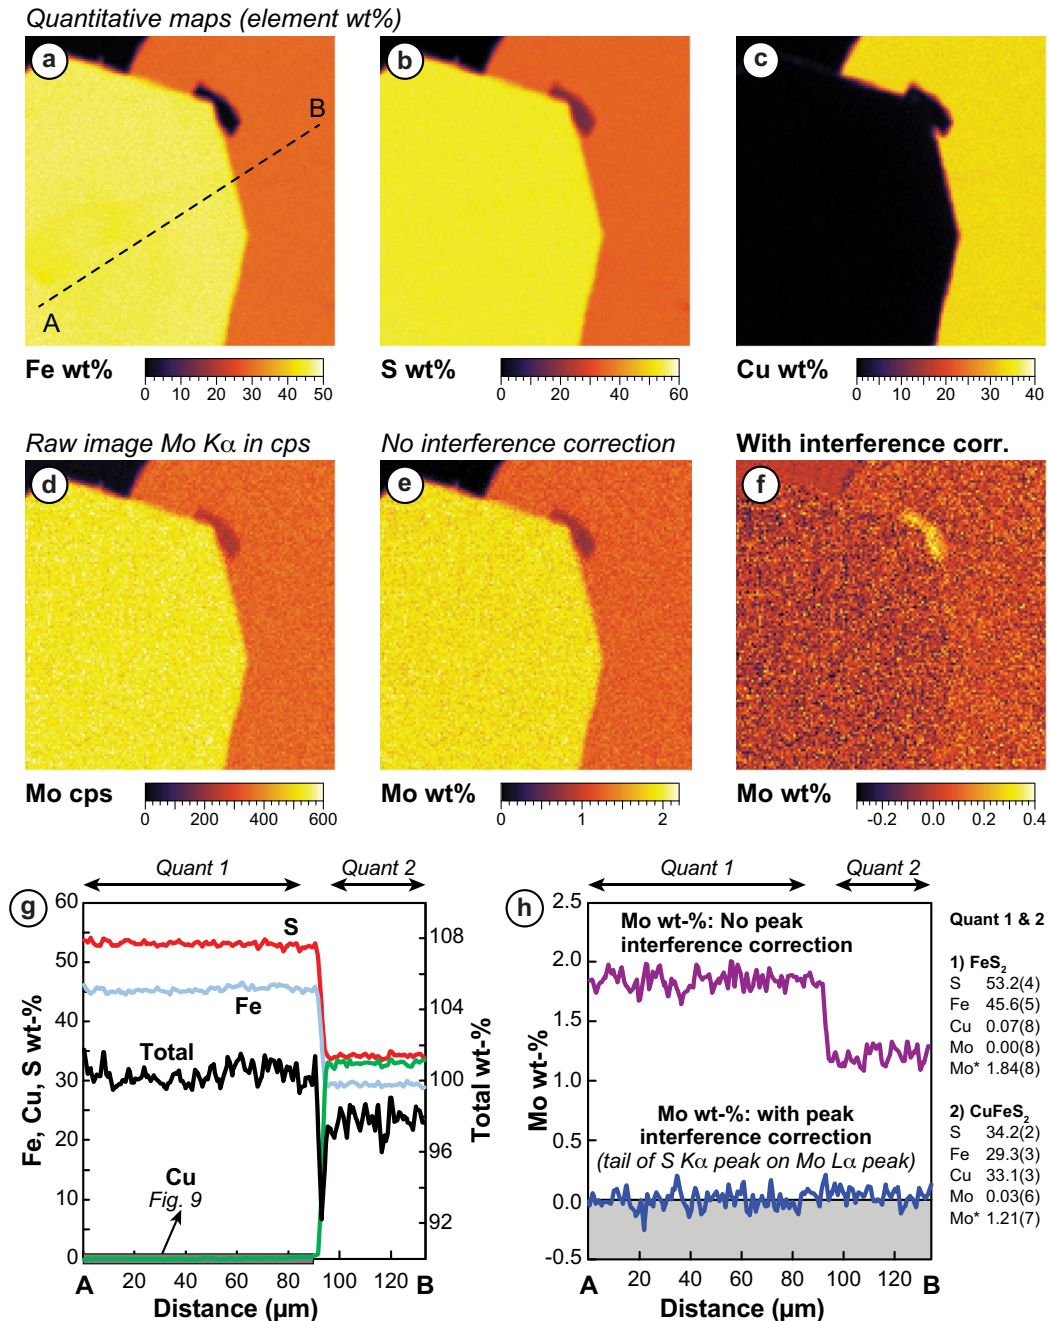 Quantitative maps (element wt%)
a
b
c
A
B
Fe wt%
0 10 20 30 40 50
S wt%
0 20 40 60
Cu wt%
0 10 20 30 40
Raw image Mo Kα in cps
No interference correction
With interference corr.
d
e
f
Mo cps
0 200 400 600
Mo wt%
0 1 2
Mo wt%
-0.2 0.0 0.2 0.4
g
Quant 1
Quant 2
Fe, Cu, S wt-%
60
50
40
30
20
10
0
S
Fe
Total
Cu
Fig. 9
108
104
100
96
92
Total wt-%
0 20 40 60 80 100 120
A
B
Distance (µm)
h
Quant 1
Quant 2
Mo wt-%
2.5
2.0
1.5
1.0
0.5
0.0
-0.5
Mo wt-%: No peak
interference correction
Mo wt-%: with peak
interference correction
(tail of S Kα peak on Mo Lα peak)
0 20 40 60 80 100 120
A
B
Distance (µm)
Quant 1 & 2
1) FeS2
S 53.2(4)
Fe 45.6(5)
Cu 0.07(8)
Mo 0.00(8)
Mo* 1.84(8)
2) CuFeS2
S 34.2(2)
Fe 29.3(3)
Cu 33.1(3)
Mo 0.03(6)
Mo* 1.21(7)